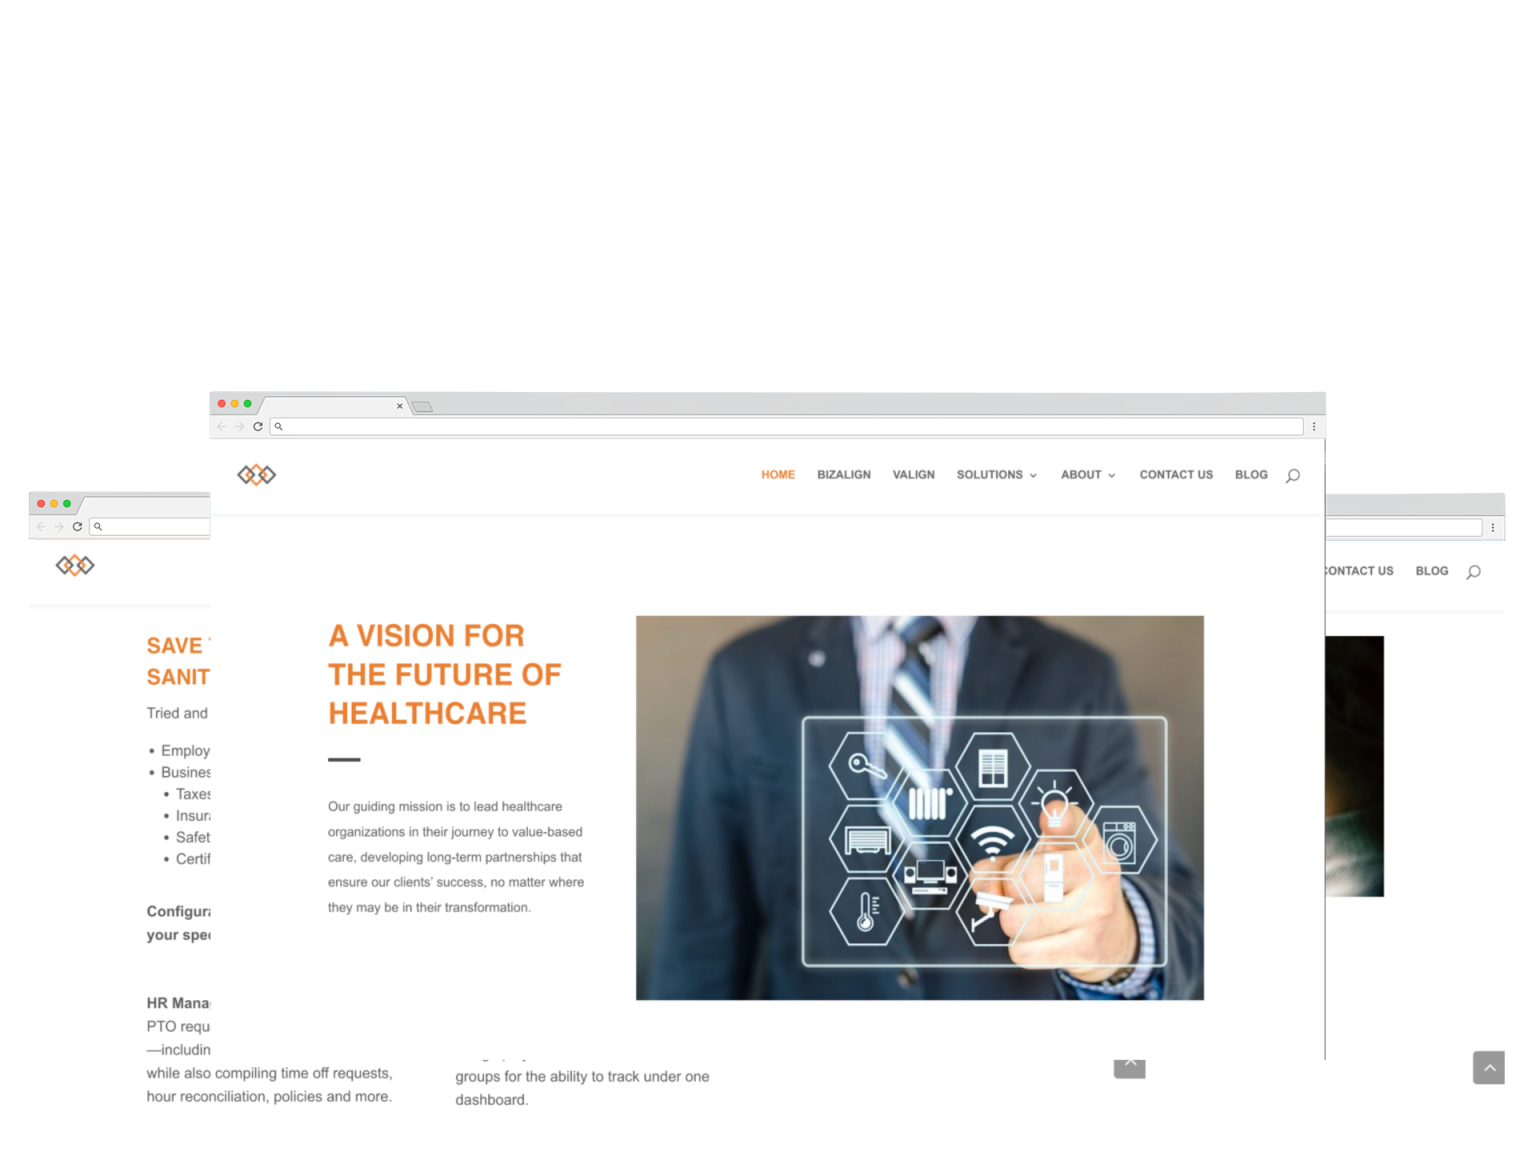 HOME BIZALIGN VALIGN SOLUTIONS ABOUT CONTACT US BLOG
A VISION FOR
THE FUTURE OF
HEALTHCARE
Our guiding mission is to lead healthcare
organizations in their journey to value-based
care, developing long-term partnerships that
ensure our clients' success, no matter where
they may be in their transformation.
SAVE
SANIT
Tried and
• Employ
• Busines
• Taxes
• Insura
• Safet
• Certif
Configura
your spec
HR Mana
PTO requ
—includin
while also compiling time off requests,
hour reconciliation, policies and more.
groups for the ability to track under one
dashboard.
CONTACT US BLOG